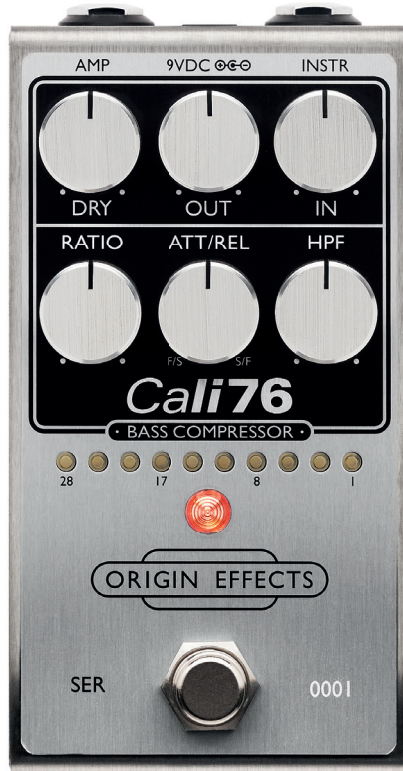 AMP 9VDC INSTR
DRY OUT IN
RATIO ATT/REL HPF
F/S S/F
Cali76
BASS COMPRESSOR
28 17 8 1
ORIGIN EFFECTS
SER 0001